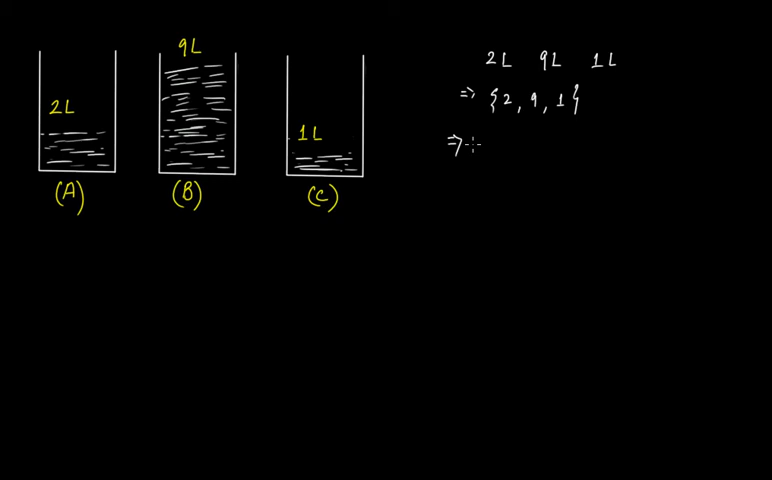 9L
2L
1L
(A) (B) (C)
2L 9L 1L
=> {2, 9, 1}
=>